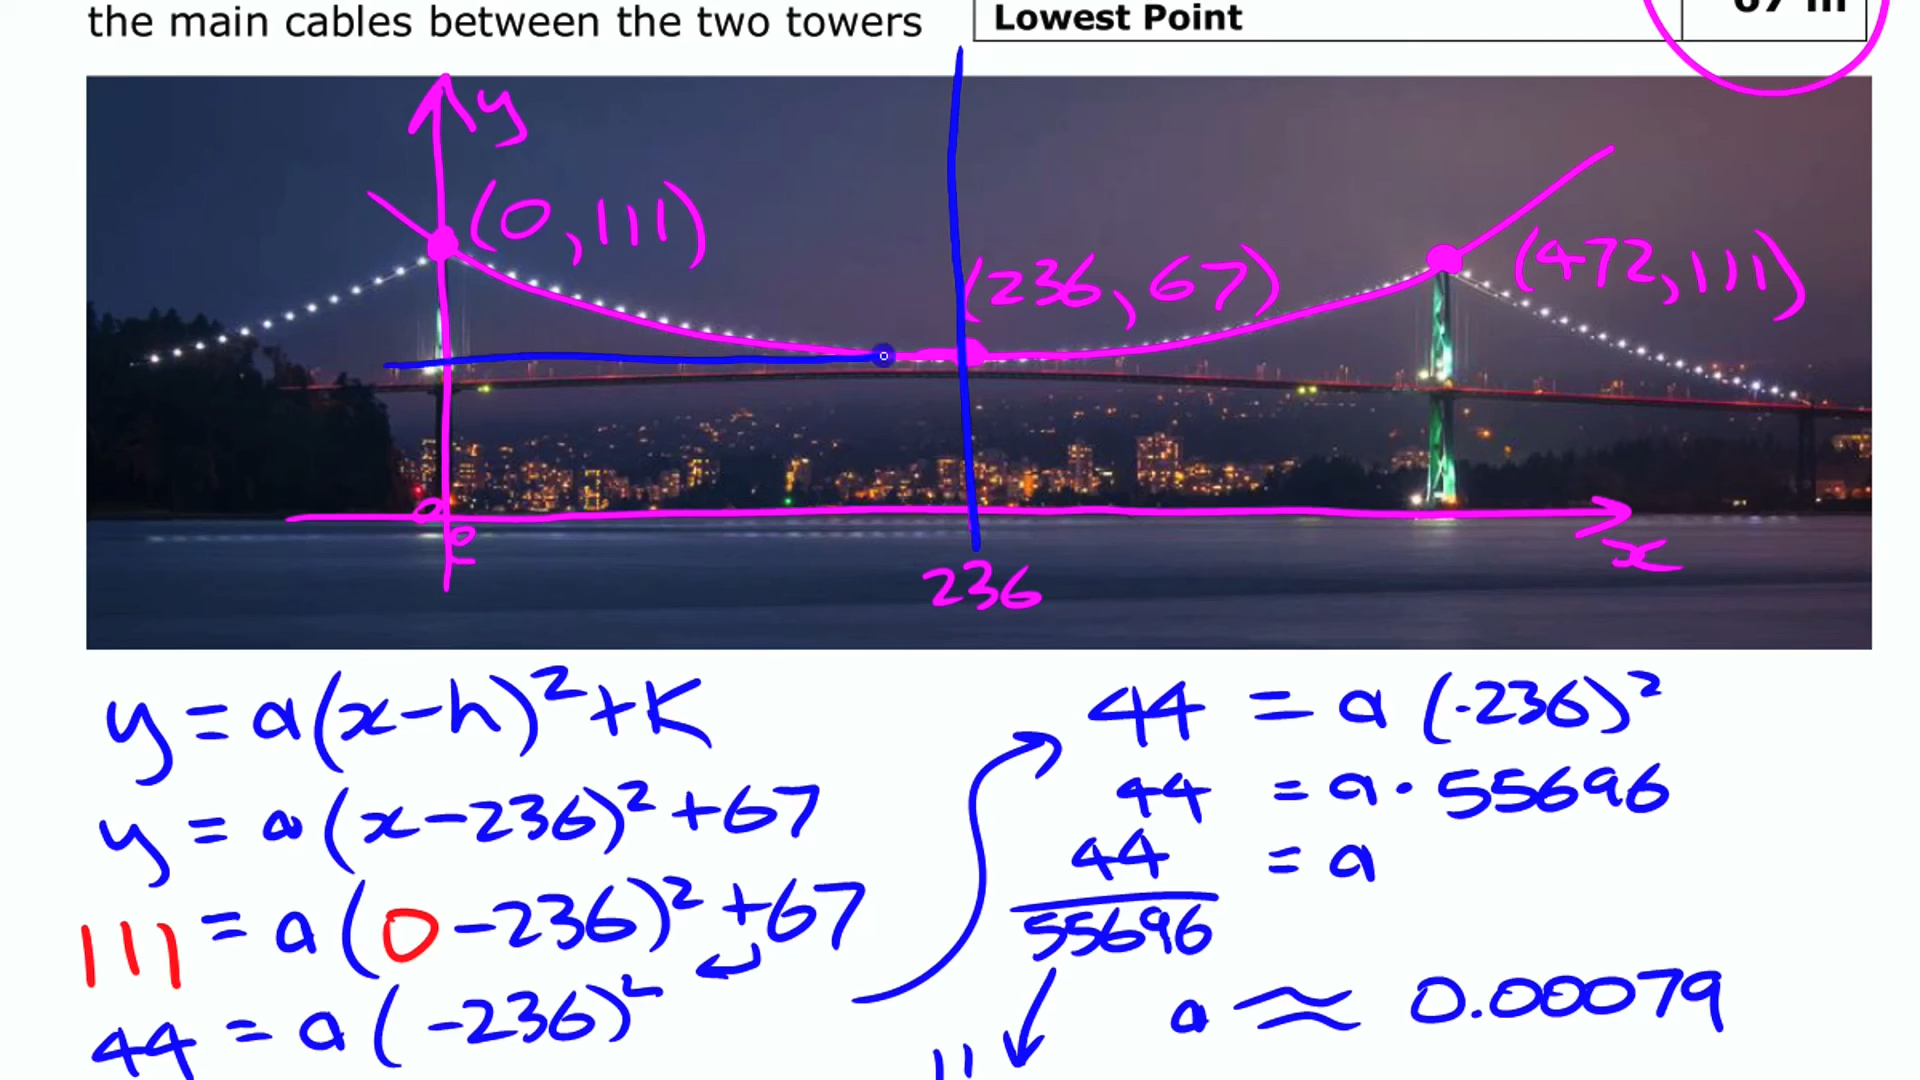 the main cables between the two towers
Lowest Point
67 m
y
(0,111)
(236,67)
(472,111)
0
0
x
236
y = a(x-h)²+K
y = a(x-236)²+67
111 = a(0-236)²+67
44 = a(-236)²
44 = a(-236)²
44 = a·55696
44/55696 = a
a ≈ 0.00079